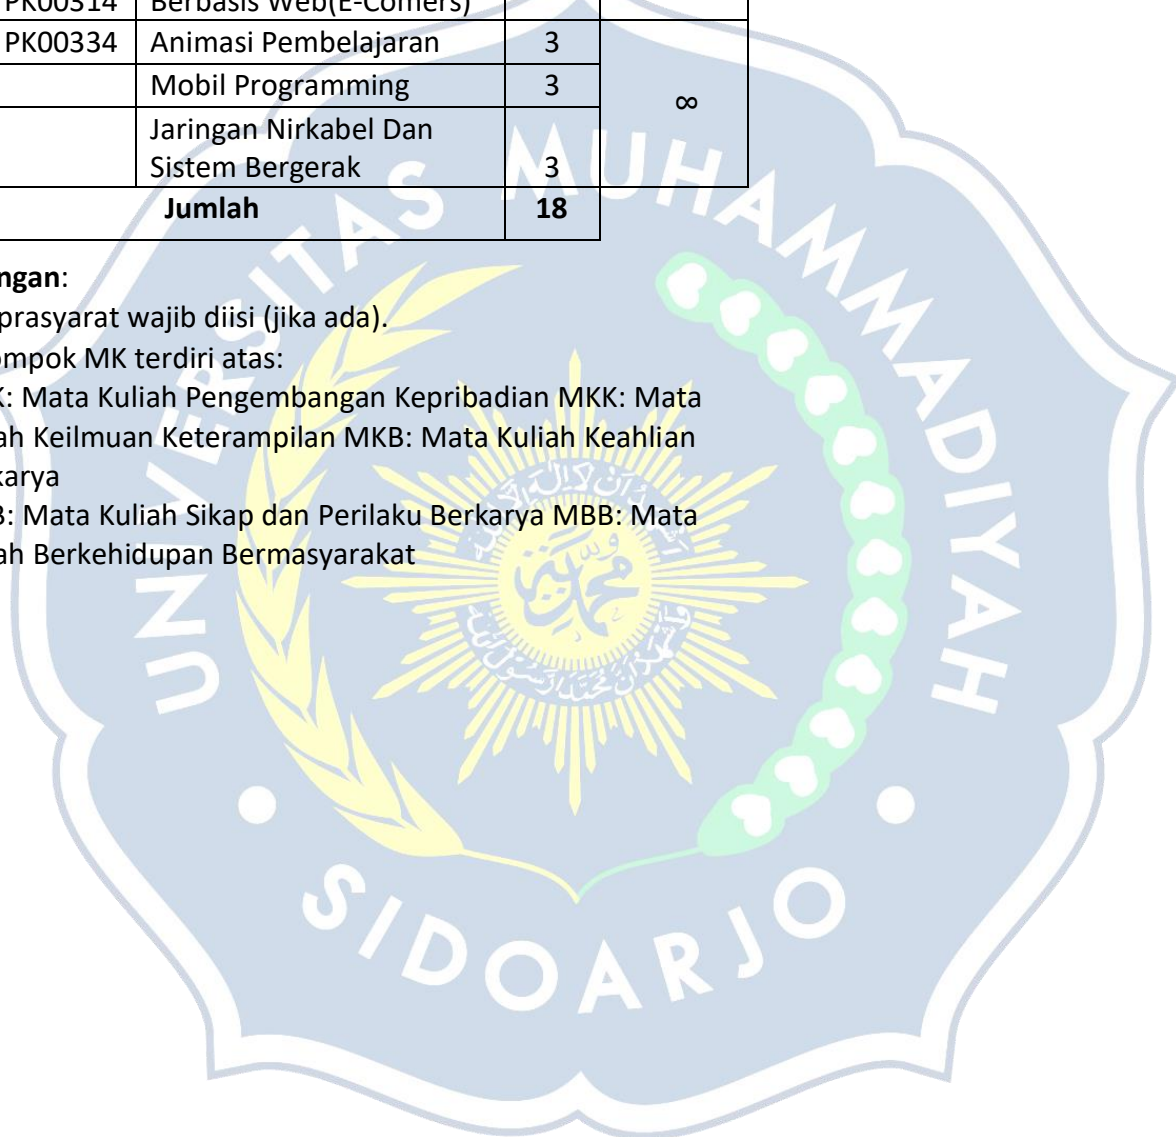 PK00314 Berbasis Web(E-Comers)
PK00334 Animasi Pembelajaran 3
Mobil Programming 3
∞
Jaringan Nirkabel Dan
Sistem Bergerak 3
Jumlah 18
ngan:
prasyarat wajib diisi (jika ada).
ompok MK terdiri atas:
K: Mata Kuliah Pengembangan Kepribadian MKK: Mata
ah Keilmuan Keterampilan MKB: Mata Kuliah Keahlian
karya
B: Mata Kuliah Sikap dan Perilaku Berkarya MBB: Mata
ah Berkehidupan Bermasyarakat
UNIVERSITAS MUHAMMADIYAH
SIDOARJO
محمد